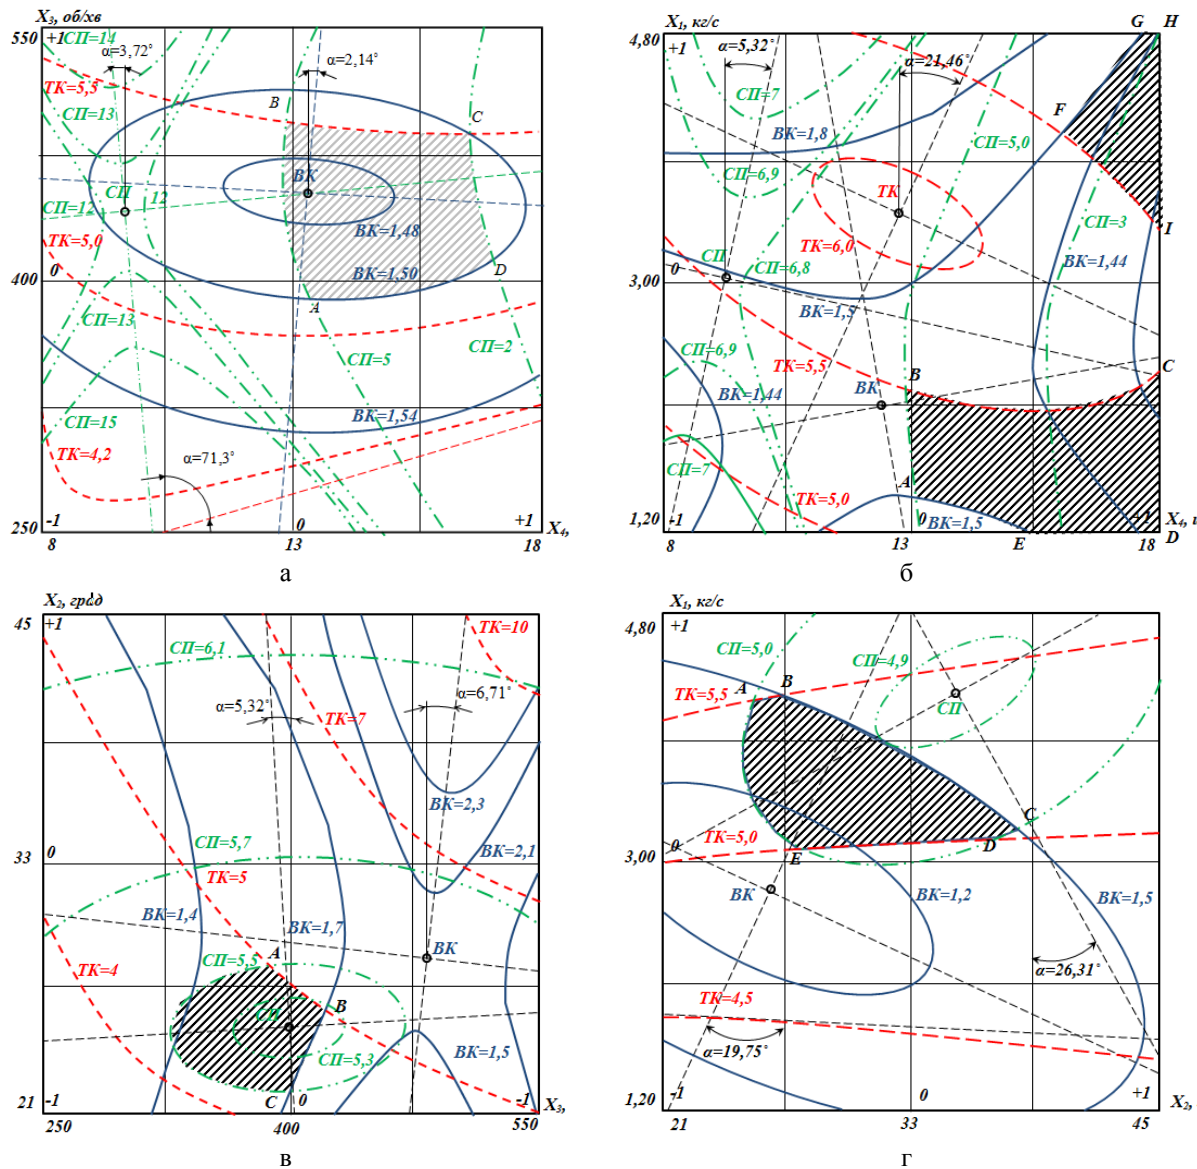 X₃, об/хв
550
+1
СП=14
α=3,72°
α=2,14°
ТК=5,5
B
C
СП=13
ВК
СП
12
СП=12
ВК=1,48
ТК=5,0
0
400
ВК=1,50
D
A
СП=13
СП=5
СП=2
ВК=1,54
СП=15
ТК=4,2
α=71,3°
250
-1
0
+1
X₄,
8
13
18
а
X₁, кг/с
G
H
4,80
+1
α=5,32°
α=21,46°
СП=7
F
ВК=1,8
СП=5,0
СП=6,9
ТК
СП=3
I
ТК=6,0
СП
СП=6,8
ВК=1,44
0
3,00
ВК=1,5
СП=6,9
ТК=5,5
B
C
ВК
ВК=1,44
СП=7
A
ТК=5,0
1,20
-1
0
ВК=1,5
+1
X₄, ı
8
13
E
18
D
б
X₂, град
45
+1
СП=6,1
ТК=10
α=5,32°
α=6,71°
ТК=7
ВК=2,3
СП=5,7
33
0
ВК=2,1
ТК=5
ВК=1,4
ВК=1,7
ВК
СП=5,5
A
ТК=4
СП
B
СП=5,3
ВК=1,5
21
-1
C
0
-1
X₃,
250
400
550
в
X₁, кг/с
4,80
+1
СП=5,0
СП=4,9
ТК=5,5
A
B
СП
C
ТК=5,0
0
D
3,00
E
ВК
ВК=1,2
ВК=1,5
α=26,31°
ТК=4,5
α=19,75°
1,20
-1
0
+1
X₂,
21
33
45
г